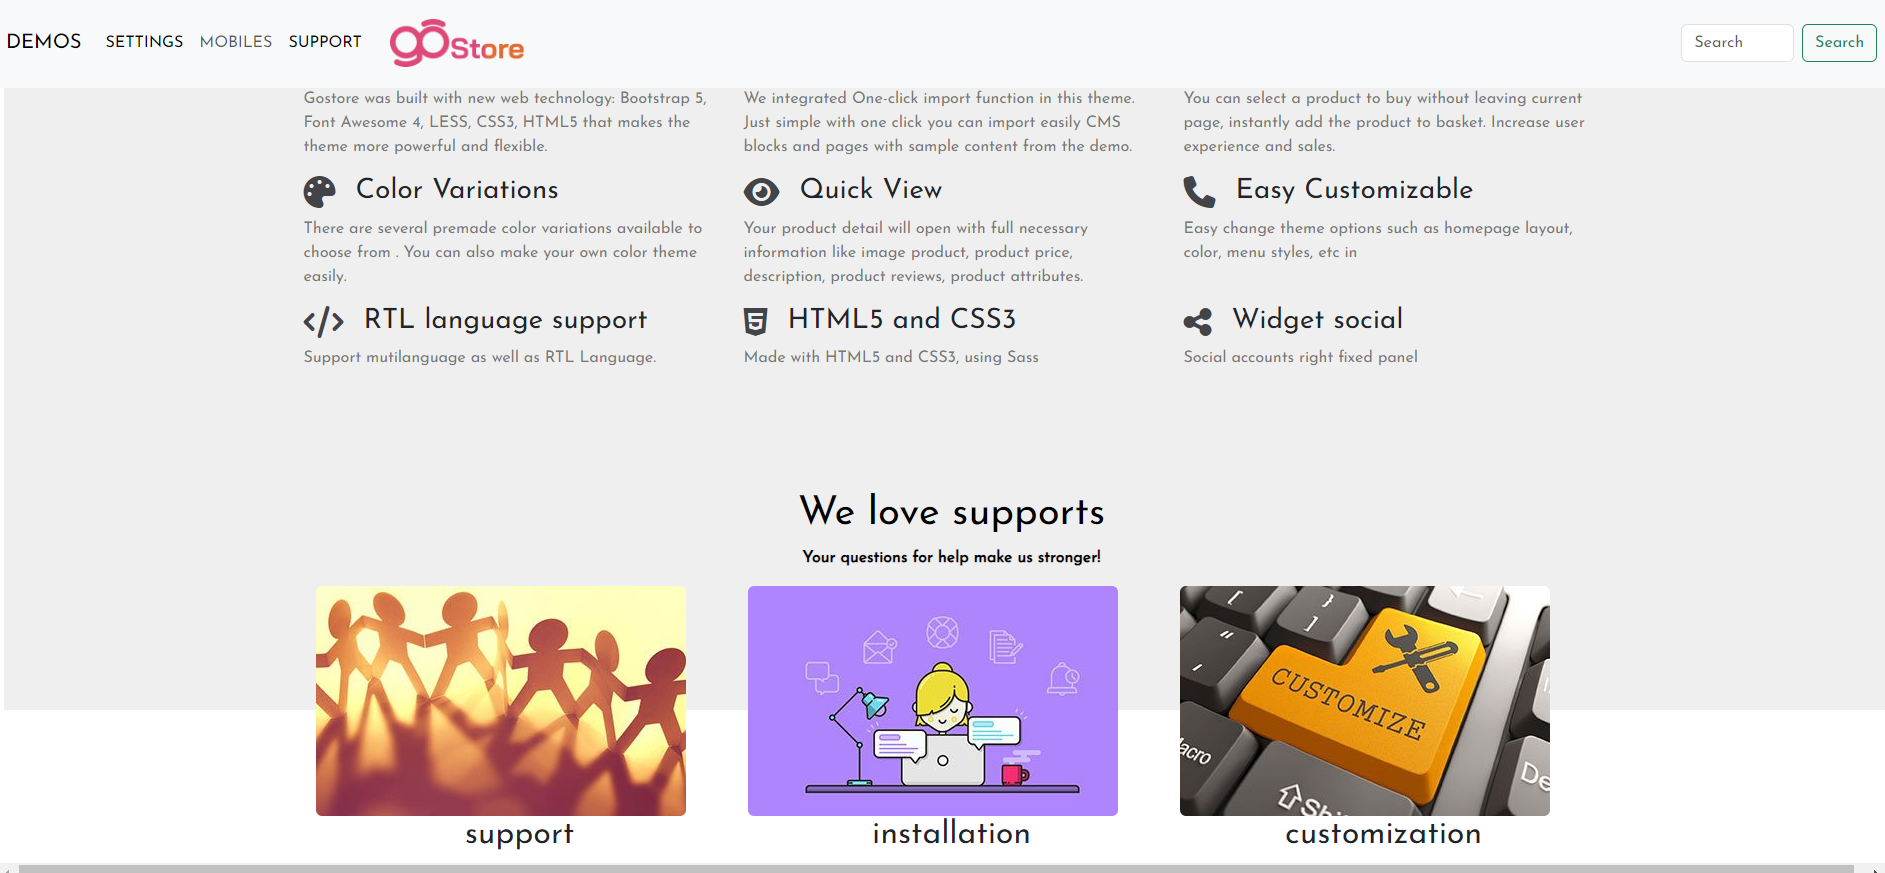 DEMOS SETTINGS MOBILES SUPPORT goStore Search Search
Gostore was built with new web technology: Bootstrap 5,
Font Awesome 4, LESS, CSS3, HTML5 that makes the
theme more powerful and flexible.
We integrated One-click import function in this theme.
Just simple with one click you can import easily CMS
blocks and pages with sample content from the demo.
You can select a product to buy without leaving current
page, instantly add the product to basket. Increase user
experience and sales.
Color Variations
There are several premade color variations available to
choose from . You can also make your own color theme
easily.
Quick View
Your product detail will open with full necessary
information like image product, product price,
description, product reviews, product attributes.
Easy Customizable
Easy change theme options such as homepage layout,
color, menu styles, etc in
RTL language support
Support mutilanguage as well as RTL Language.
HTML5 and CSS3
Made with HTML5 and CSS3, using Sass
Widget social
Social accounts right fixed panel
We love supports
Your questions for help make us stronger!
CUSTOMIZE
support
installation
customization